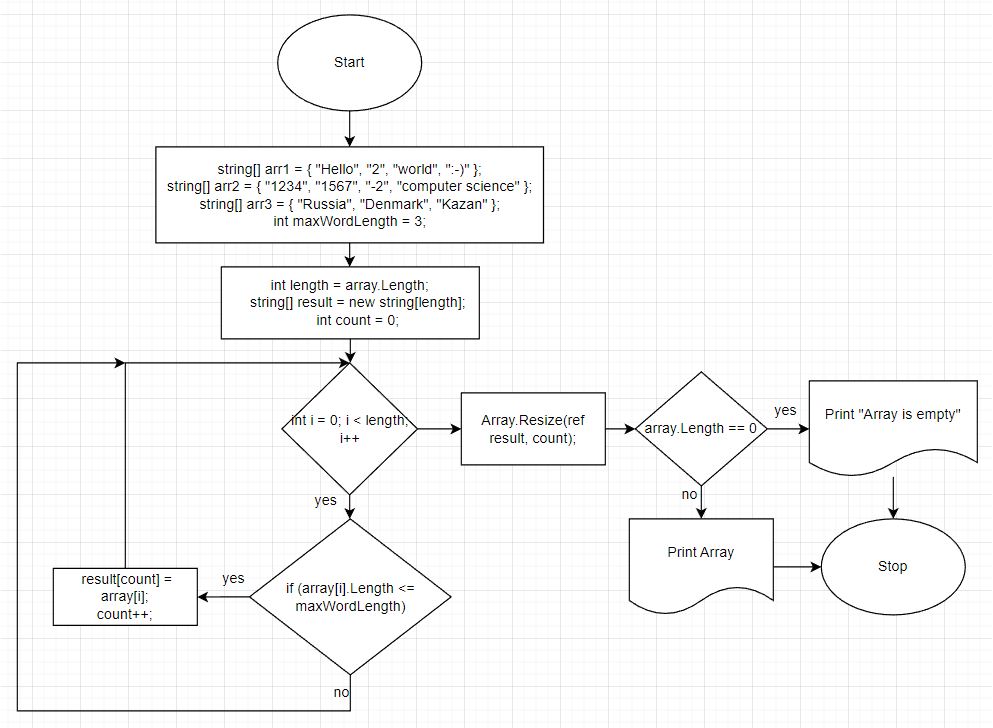 Start
string[] arr1 = { "Hello", "2", "world", ":-)" };
string[] arr2 = { "1234", "1567", "-2", "computer science" };
string[] arr3 = { "Russia", "Denmark", "Kazan" };
int maxWordLength = 3;
int length = array.Length;
string[] result = new string[length];
int count = 0;
int i = 0; i < length;
i++
Array.Resize(ref
result, count);
array.Length == 0
yes
Print "Array is empty"
no
Print Array
Stop
yes
if (array[i].Length <=
maxWordLength)
yes
result[count] =
array[i];
count++;
no